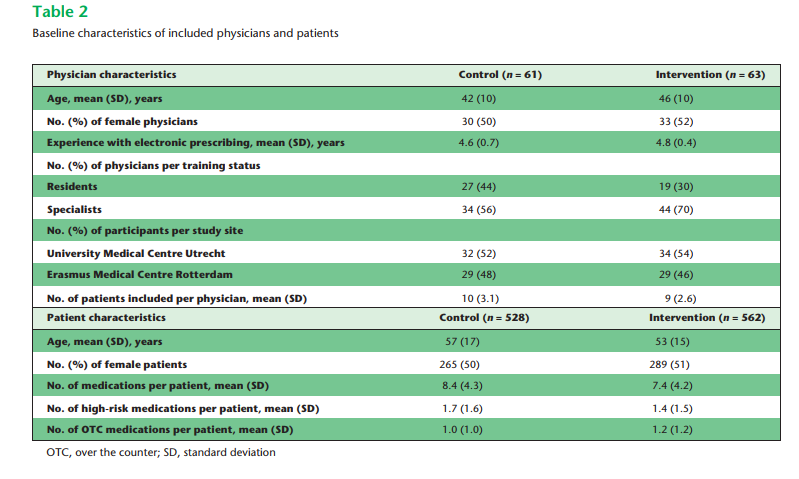 Table 2
Baseline characteristics of included physicians and patients
Physician characteristics Control (n = 61) Intervention (n = 63)
Age, mean (SD), years 42 (10) 46 (10)
No. (%) of female physicians 30 (50) 33 (52)
Experience with electronic prescribing, mean (SD), years 4.6 (0.7) 4.8 (0.4)
No. (%) of physicians per training status
Residents 27 (44) 19 (30)
Specialists 34 (56) 44 (70)
No. (%) of participants per study site
University Medical Centre Utrecht 32 (52) 34 (54)
Erasmus Medical Centre Rotterdam 29 (48) 29 (46)
No. of patients included per physician, mean (SD) 10 (3.1) 9 (2.6)
Patient characteristics Control (n = 528) Intervention (n = 562)
Age, mean (SD), years 57 (17) 53 (15)
No. (%) of female patients 265 (50) 289 (51)
No. of medications per patient, mean (SD) 8.4 (4.3) 7.4 (4.2)
No. of high-risk medications per patient, mean (SD) 1.7 (1.6) 1.4 (1.5)
No. of OTC medications per patient, mean (SD) 1.0 (1.0) 1.2 (1.2)
OTC, over the counter; SD, standard deviation